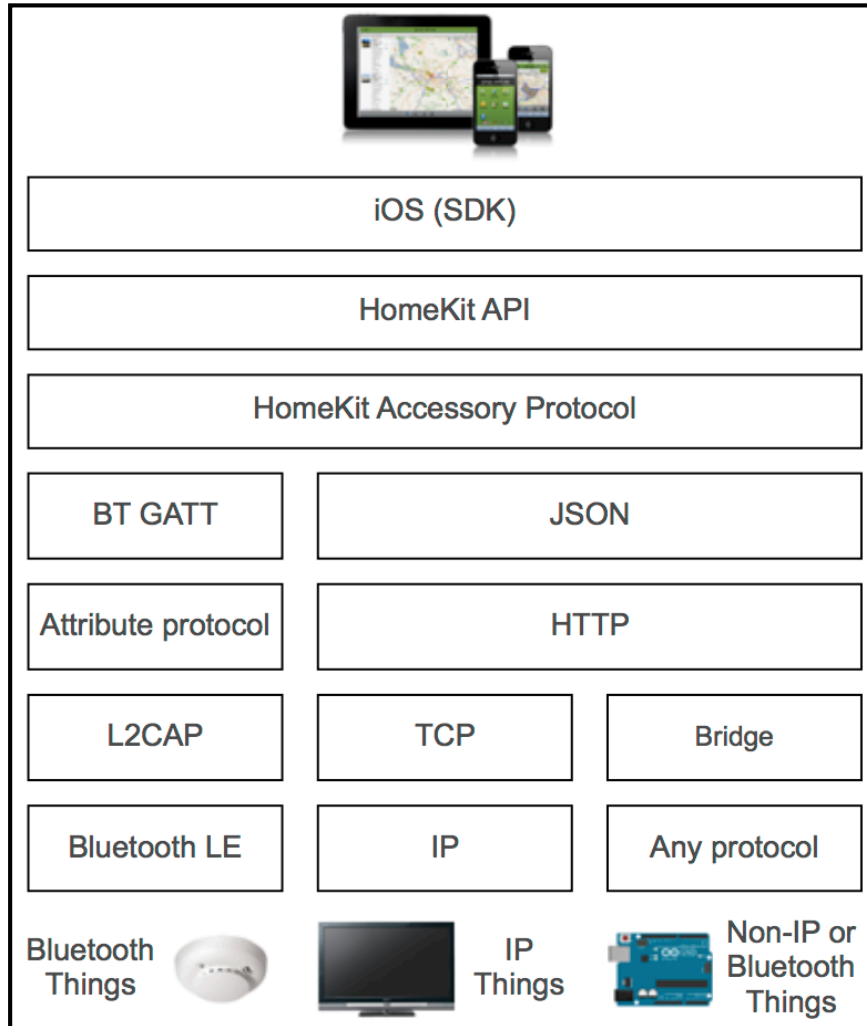 iOS (SDK)
HomeKit API
HomeKit Accessory Protocol
BT GATT
JSON
Attribute protocol
HTTP
L2CAP
TCP
Bridge
Bluetooth LE
IP
Any protocol
Bluetooth
Things
IP
Things
Non-IP or
Bluetooth
Things